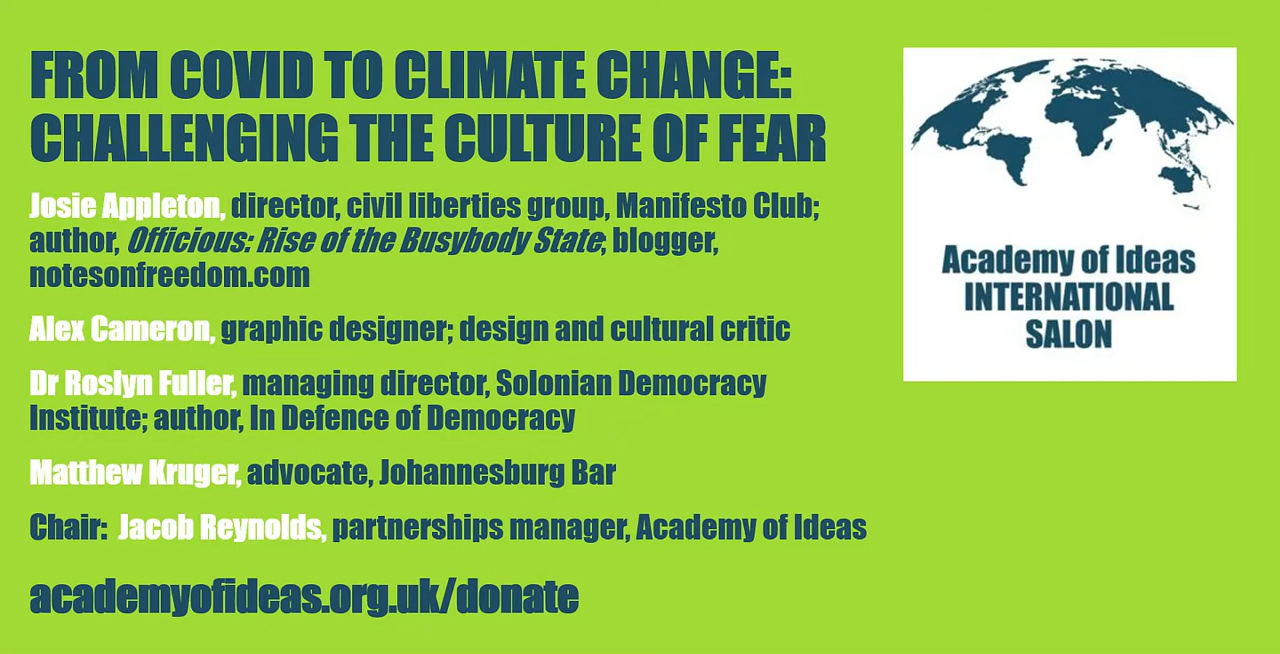 FROM COVID TO CLIMATE CHANGE:
CHALLENGING THE CULTURE OF FEAR
Josie Appleton, director, civil liberties group, Manifesto Club;
author, Officious: Rise of the Busybody State; blogger,
notesonfreedom.com
Alex Cameron, graphic designer; design and cultural critic
Dr Roslyn Fuller, managing director, Solonian Democracy
Institute; author, In Defence of Democracy
Matthew Kruger, advocate, Johannesburg Bar
Chair: Jacob Reynolds, partnerships manager, Academy of Ideas
academyofideas.org.uk/donate
Academy of Ideas
INTERNATIONAL
SALON